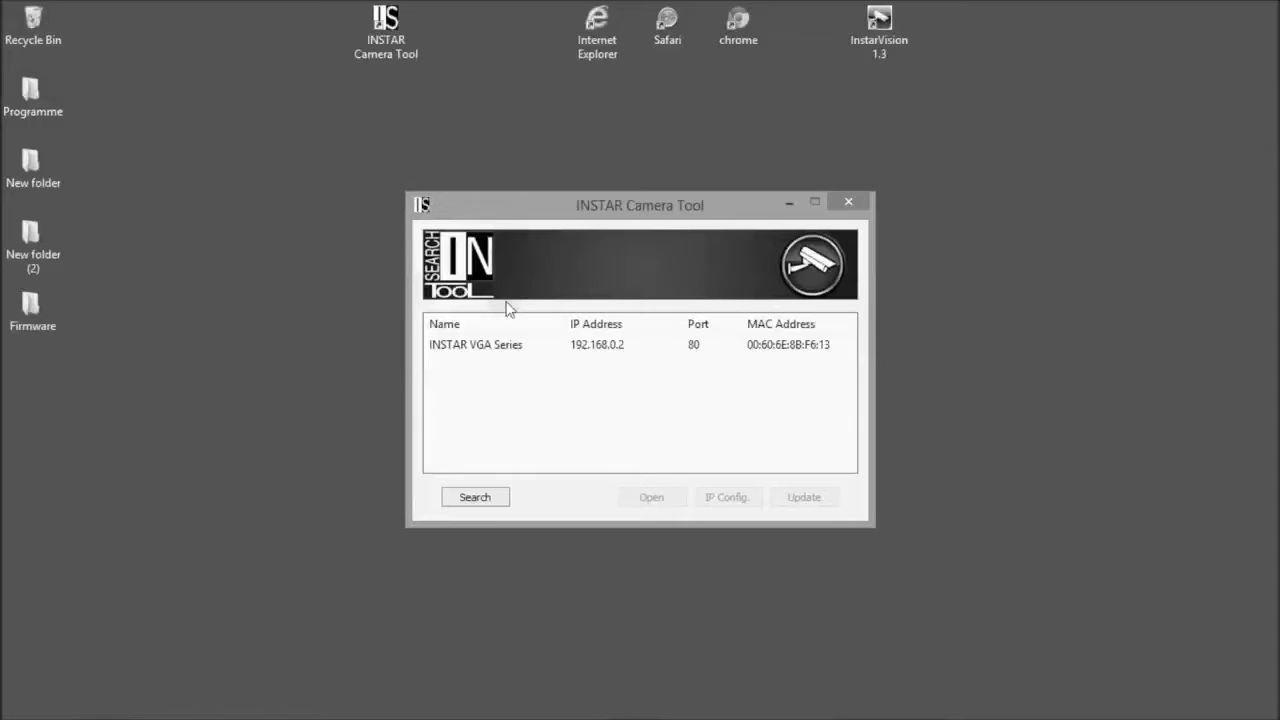 Recycle Bin
INSTAR
Camera Tool
Internet
Explorer
Safari
chrome
InstarVision
1.3
Programme
New folder
New folder
(2)
Firmware
IS
IS
INSTAR Camera Tool
SEARCH
IN
TOOL
Name IP Address Port MAC Address
INSTAR VGA Series 192.168.0.2 80 00:60:6E:8B:F6:13
Search Open IP Config. Update